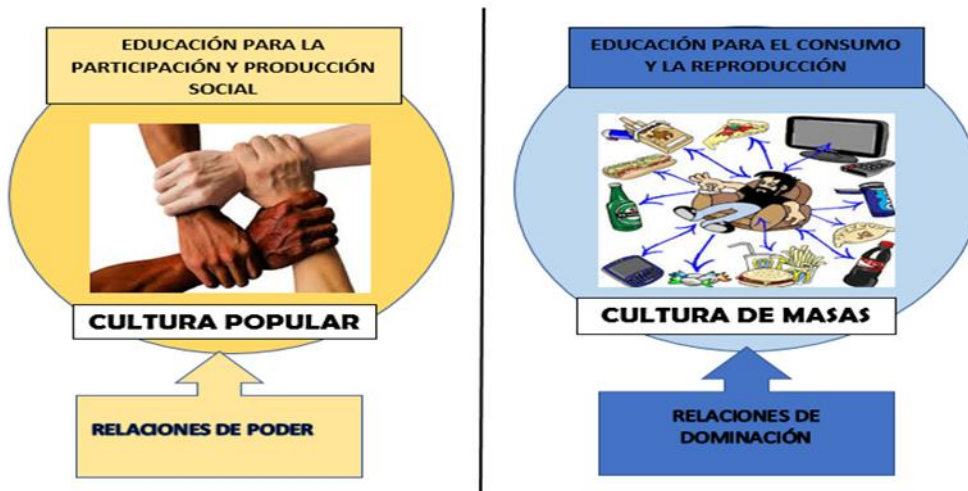 EDUCACIÓN PARA LA
PARTICIPACIÓN Y PRODUCCIÓN
SOCIAL
CULTURA POPULAR
RELACIONES DE PODER
EDUCACIÓN PARA EL CONSUMO
Y LA REPRODUCCIÓN
CULTURA DE MASAS
RELACIONES DE
DOMINACIÓN